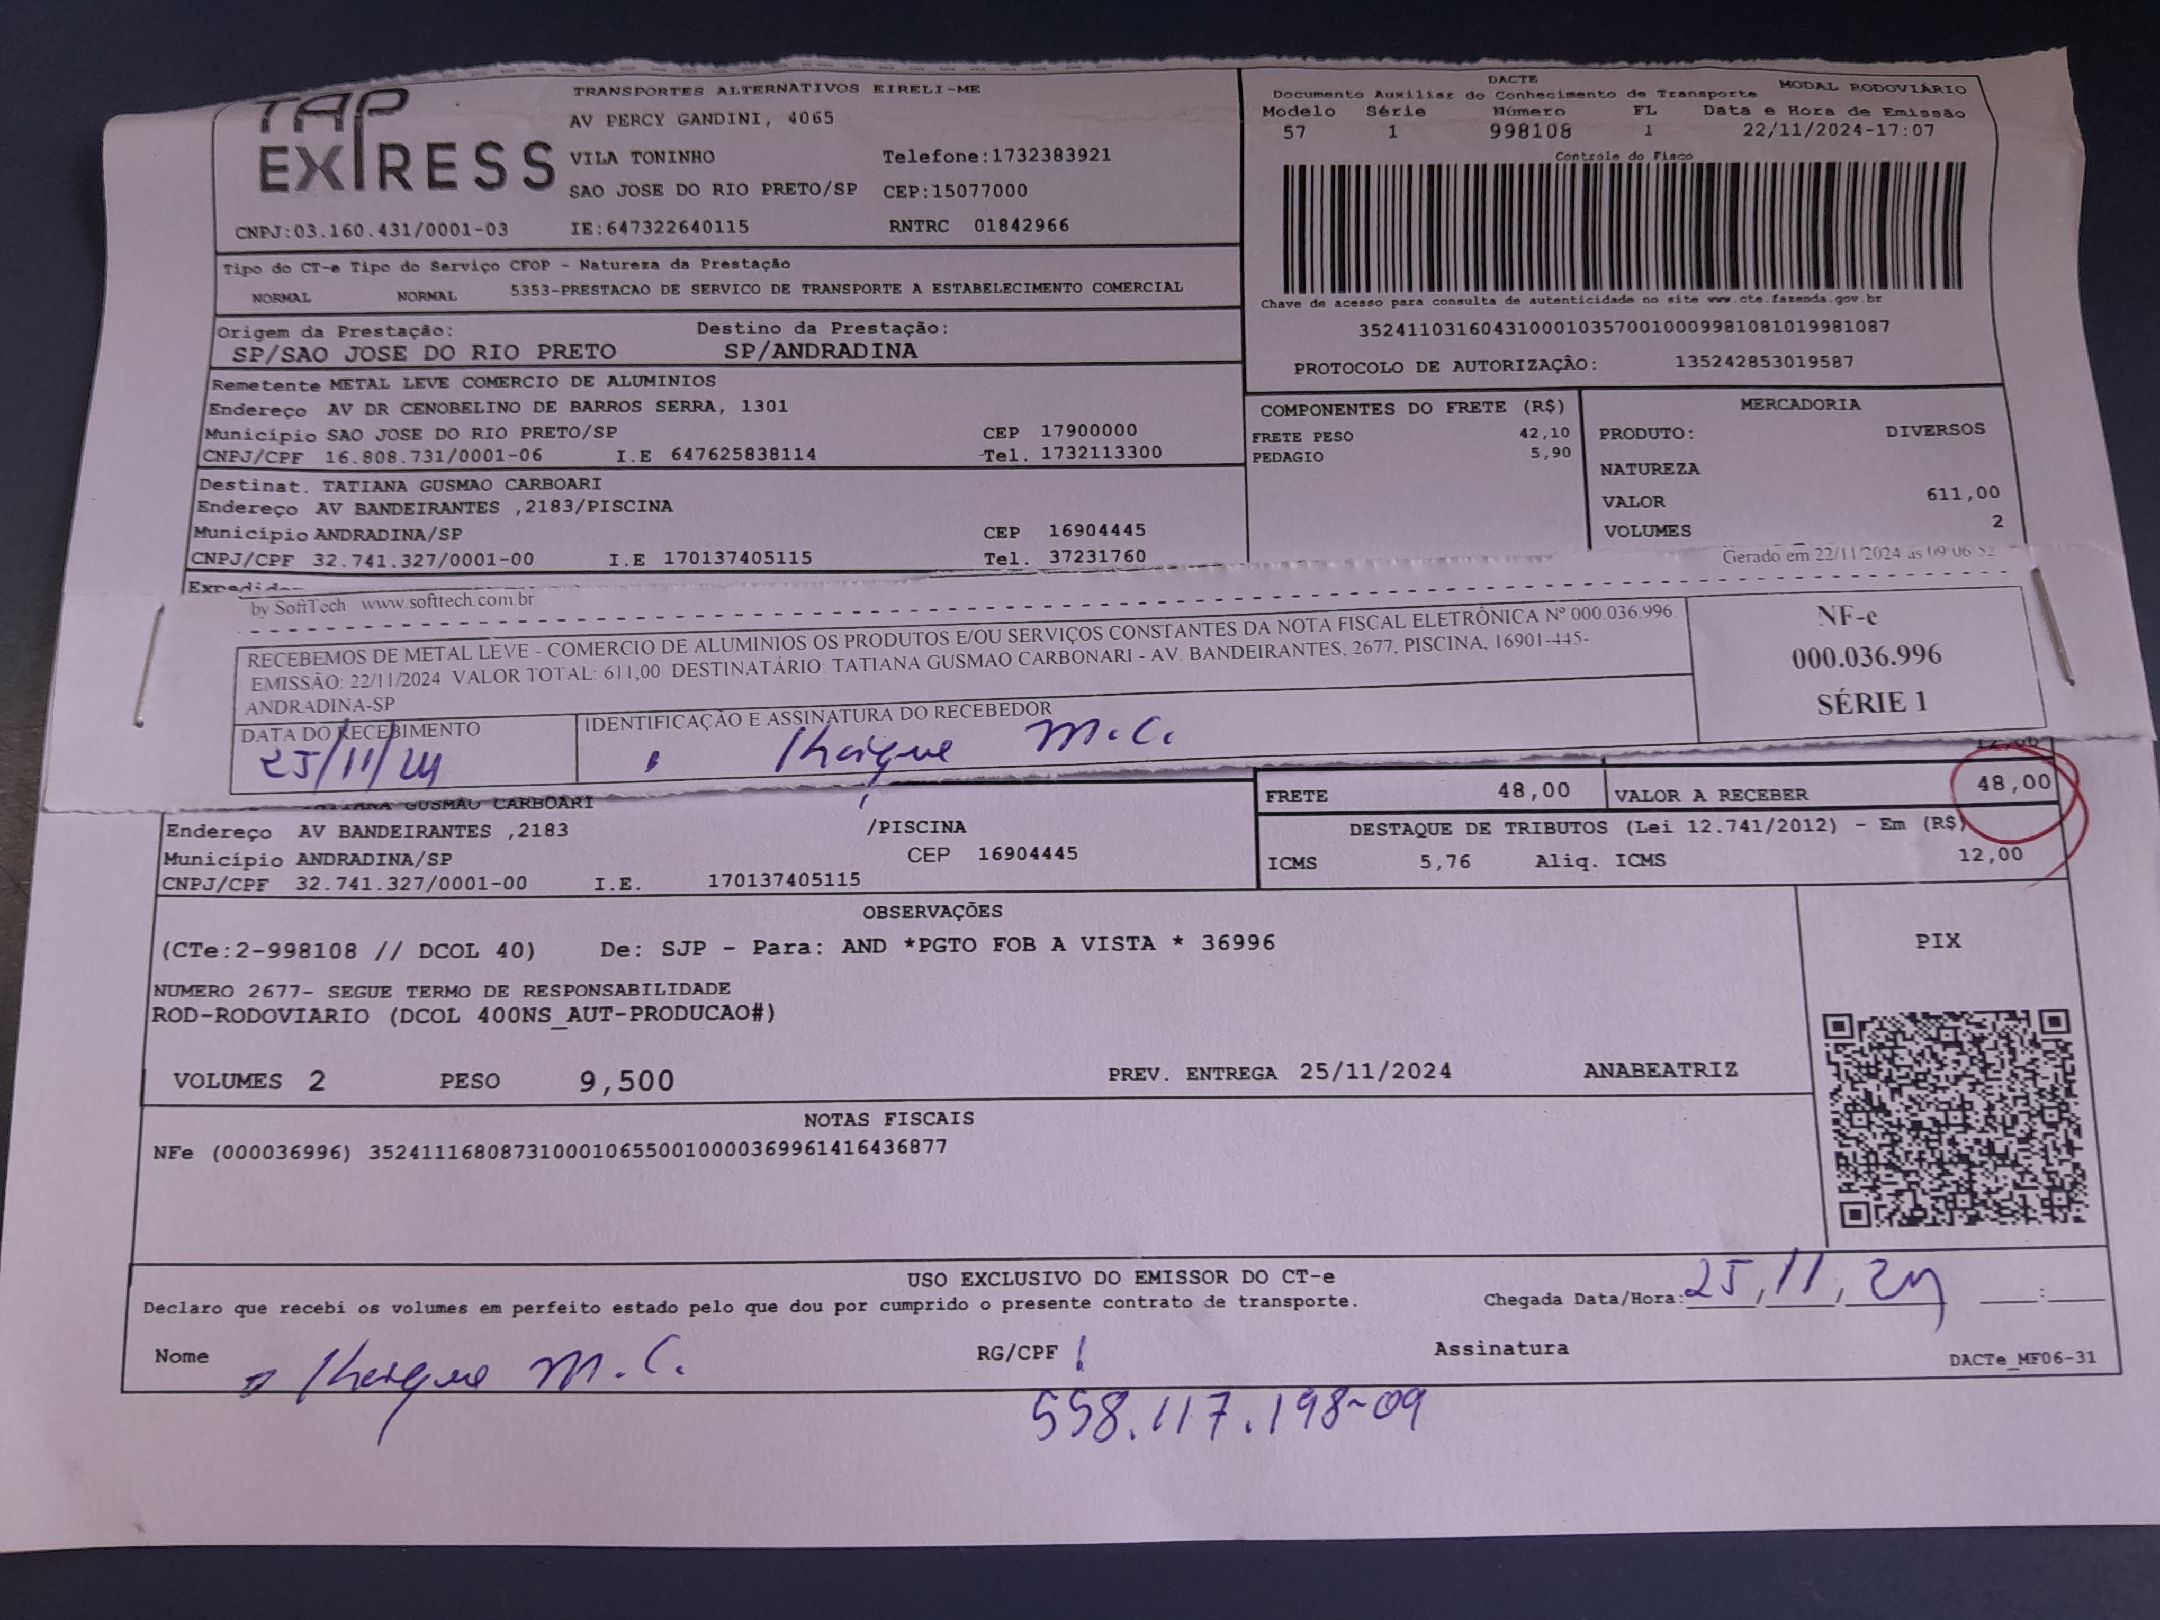 TAP EXPRESS
TRANSPORTES ALTERNATIVOS EIRELI-ME
AV PERCY GANDINI, 4065
VILA TONINHO Telefone:1732383921
SAO JOSE DO RIO PRETO/SP CEP:15077000
CNPJ:03.160.431/0001-03 IE:647322640115 RNTRC 01842966
DACTE MODAL RODOVIÁRIO
Documento Auxiliar do Conhecimento de Transporte
Modelo Série Número FL Data e Hora de Emissão
57 1 998108 1 22/11/2024-17:07
Controle do Fisco
Chave de acesso para consulta de autenticidade no site www.cte.fazenda.gov.br
35241103160431000103570010009981081019981087
PROTOCOLO DE AUTORIZAÇÃO: 135242853019587
Tipo do CT-e Tipo do Serviço CFOP - Natureza da Prestação
NORMAL NORMAL 5353-PRESTACAO DE SERVICO DE TRANSPORTE A ESTABELECIMENTO COMERCIAL
Origem da Prestação: Destino da Prestação:
SP/SAO JOSE DO RIO PRETO SP/ANDRADINA
Remetente METAL LEVE COMERCIO DE ALUMINIOS
Endereço AV DR CENOBELINO DE BARROS SERRA, 1301
Município SAO JOSE DO RIO PRETO/SP CEP 17900000
CNPJ/CPF 16.808.731/0001-06 I.E 647625838114 Tel. 1732113300
Destinat. TATIANA GUSMAO CARBOARI
Endereço AV BANDEIRANTES ,2183/PISCINA
Município ANDRADINA/SP CEP 16904445
CNPJ/CPF 32.741.327/0001-00 I.E 170137405115 Tel. 37231760
COMPONENTES DO FRETE (R$)
FRETE PESO 42,10
PEDAGIO 5,90
MERCADORIA
PRODUTO: DIVERSOS
NATUREZA
VALOR 611,00
VOLUMES 2
Gerado em 22/11/2024 às 09:06:52
by SoftTech www.softtech.com.br
RECEBEMOS DE METAL LEVE - COMERCIO DE ALUMINIOS OS PRODUTOS E/OU SERVIÇOS CONSTANTES DA NOTA FISCAL ELETRÔNICA Nº 000.036.996.
EMISSÃO: 22/11/2024 VALOR TOTAL: 611,00 DESTINATÁRIO: TATIANA GUSMAO CARBONARI - AV. BANDEIRANTES, 2677, PISCINA, 16901-445-
ANDRADINA-SP
NF-e
000.036.996
SÉRIE 1
DATA DO RECEBIMENTO IDENTIFICAÇÃO E ASSINATURA DO RECEBEDOR
25/11/24 M.C.
TATIANA GUSMAO CARBOARI
Endereço AV BANDEIRANTES ,2183 /PISCINA
Município ANDRADINA/SP CEP 16904445
CNPJ/CPF 32.741.327/0001-00 I.E. 170137405115
FRETE 48,00 VALOR A RECEBER 48,00
DESTAQUE DE TRIBUTOS (Lei 12.741/2012) - Em (R$)
ICMS 5,76 Aliq. ICMS 12,00
OBSERVAÇÕES
(CTe:2-998108 // DCOL 40) De: SJP - Para: AND *PGTO FOB A VISTA * 36996
NUMERO 2677- SEGUE TERMO DE RESPONSABILIDADE
ROD-RODOVIARIO (DCOL 400NS_AUT-PRODUCAO#)
VOLUMES 2 PESO 9,500 PREV. ENTREGA 25/11/2024 ANABEATRIZ
PIX
NOTAS FISCAIS
NFe (000036996) 35241116808731000106550010000369961416436877
USO EXCLUSIVO DO EMISSOR DO CT-e
Declaro que recebi os volumes em perfeito estado pelo que dou por cumprido o presente contrato de transporte.
Chegada Data/Hora: 25/11/24
Nome M.C. RG/CPF Assinatura
558.117.198-09
DACTe_MF06-31